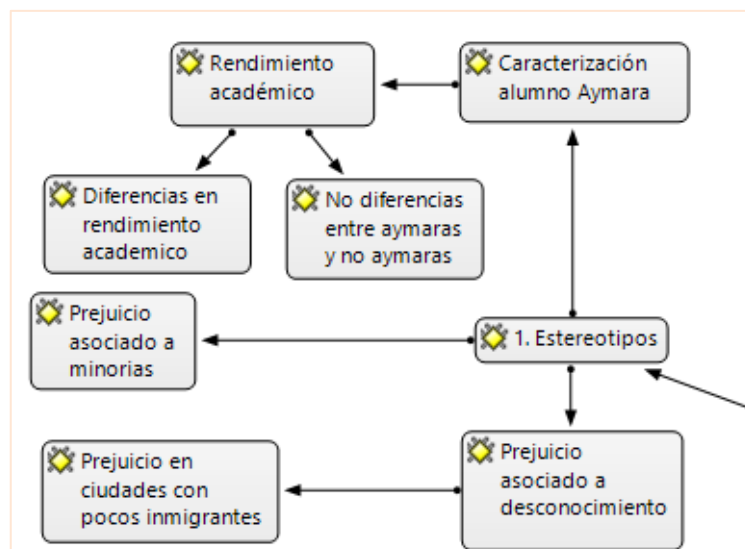 Rendimiento
académico
Caracterización
alumno Aymara
Diferencias en
rendimiento
academico
No diferencias
entre aymaras
y no aymaras
Prejuicio
asociado a
minorias
1. Estereotipos
Prejuicio en
ciudades con
pocos inmigrantes
Prejuicio
asociado a
desconocimiento